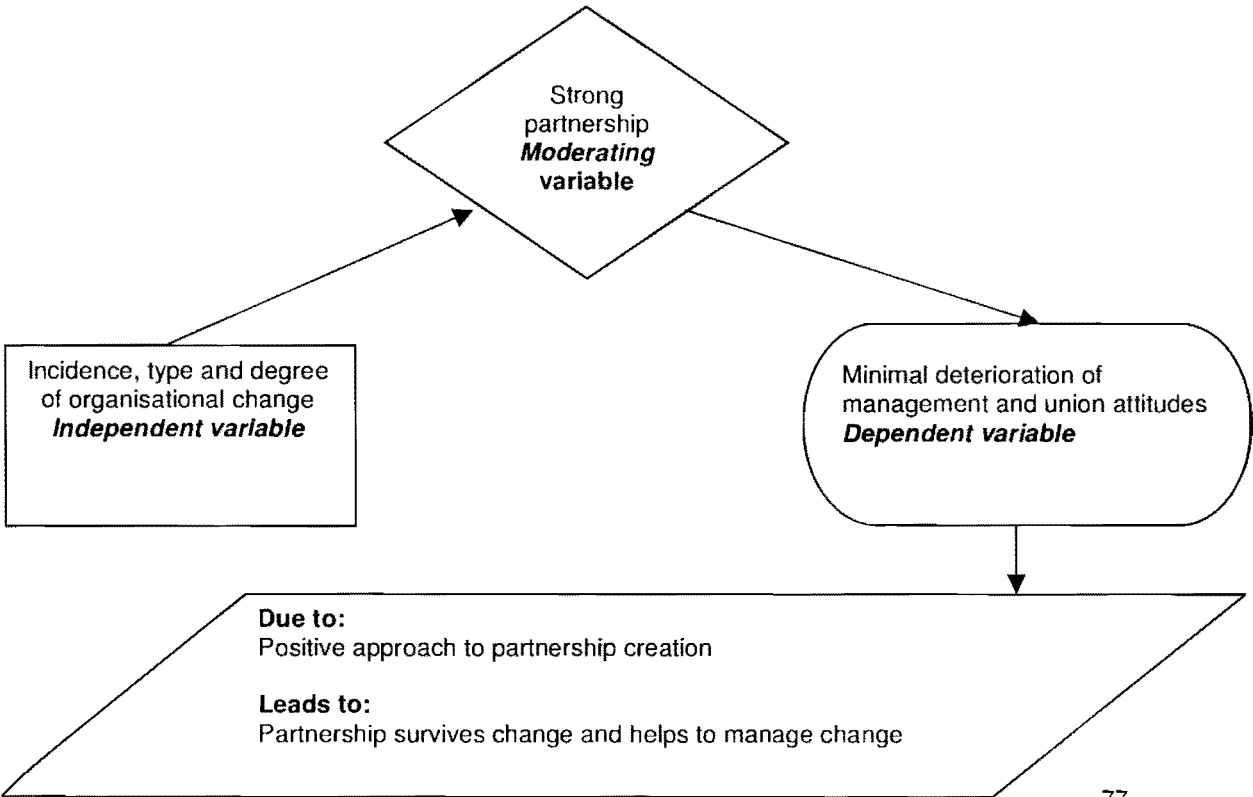 Strong
partnership
Moderating
variable
Incidence, type and degree
of organisational change
Independent variable
Minimal deterioration of
management and union attitudes
Dependent variable
Due to:
Positive approach to partnership creation
Leads to:
Partnership survives change and helps to manage change